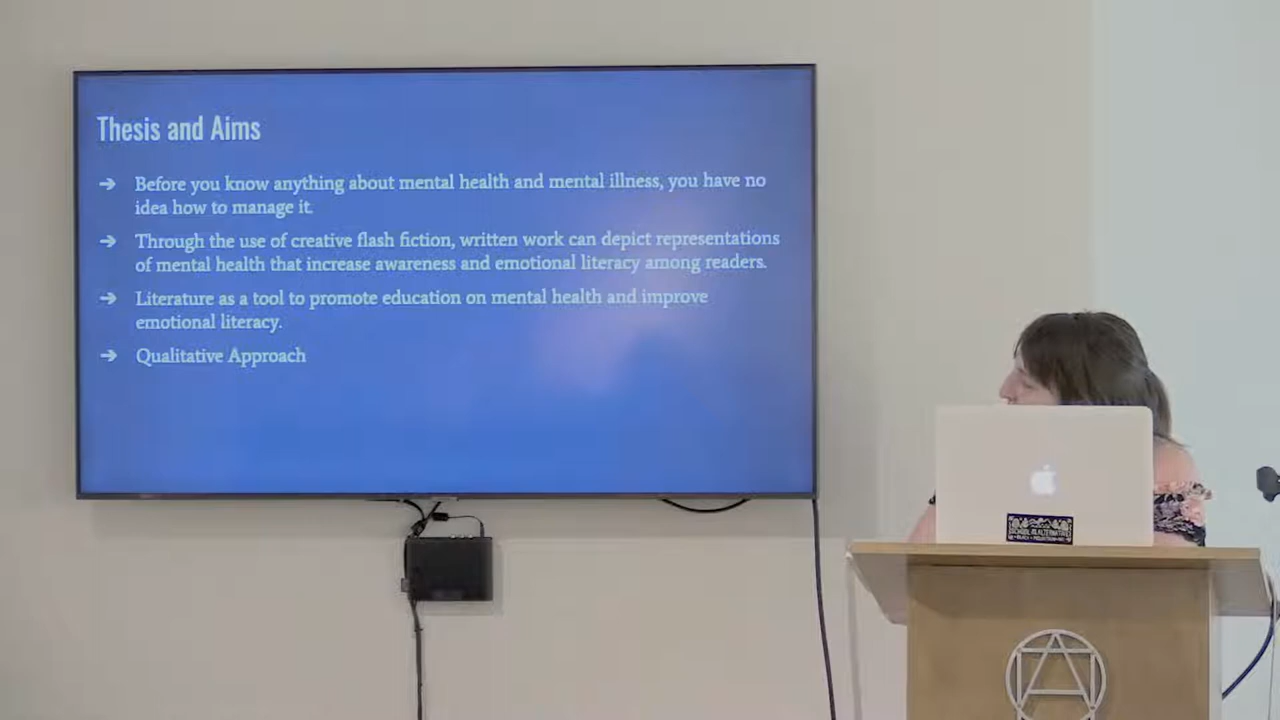 Thesis and Aims
➔ Before you know anything about mental health and mental illness, you have no
idea how to manage it.
➔ Through the use of creative flash fiction, written work can depict representations
of mental health that increase awareness and emotional literacy among readers.
➔ Literature as a tool to promote education on mental health and improve
emotional literacy.
➔ Qualitative Approach